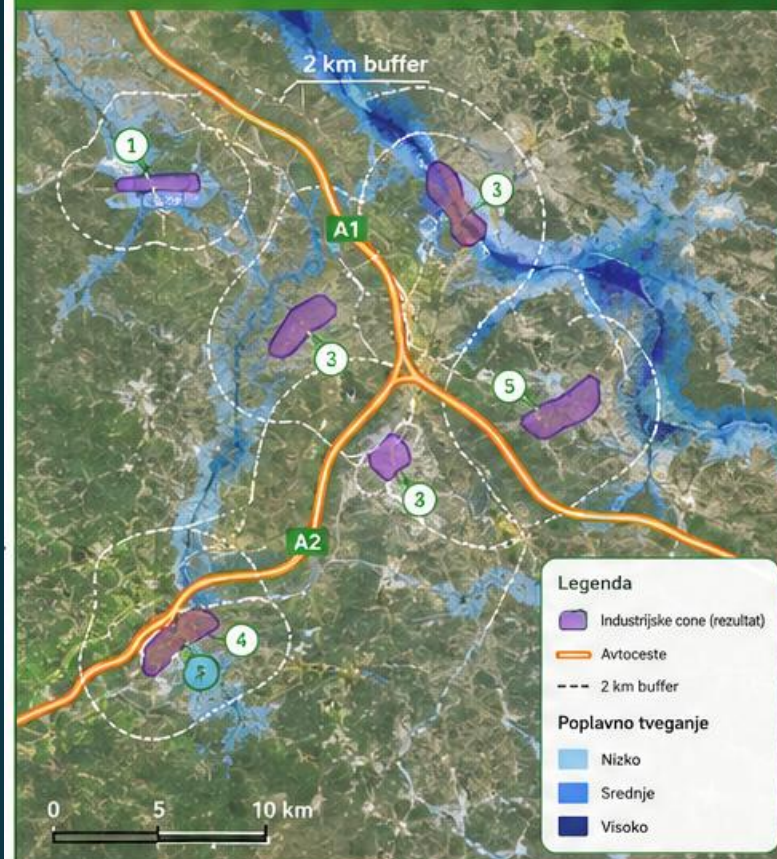 2 km buffer
1
3
A1
3
5
3
A2
4
Legenda
Industrijske cone (rezultat)
Avtoceste
2 km buffer
Poplavno tveganje
Nizko
Srednje
Visoko
0 5 10 km